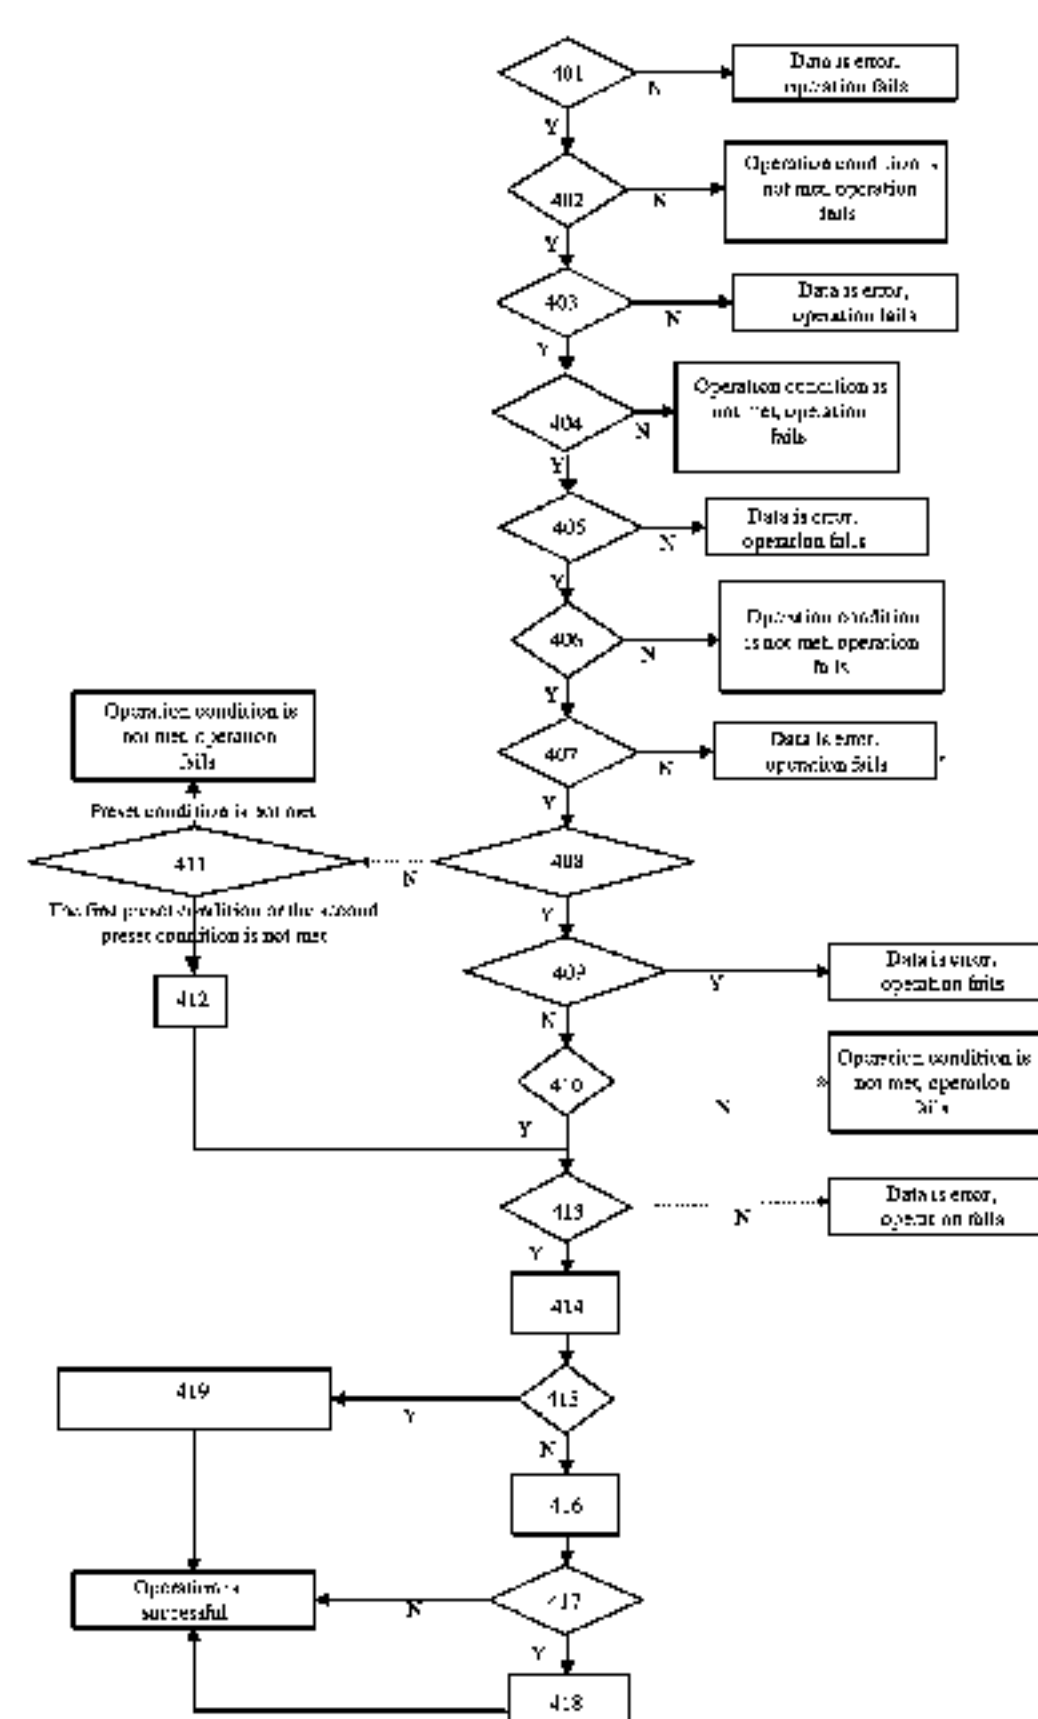 401
N
Data is error,
operation fails
Y
402
N
Operation condition is
not met, operation
fails
Y
403
N
Data is error,
operation fails
Y
404
N
Operation condition is
not met, operation
fails
Y
405
N
Data is error,
operation fails
Y
406
N
Operation condition
is not met, operation
fails
Y
407
N
Data is error,
operation fails
Y
408
N
Operation condition is
not met, operation
fails
Preset condition is not met
411
The first preset condition or the second
preset condition is not met
412
Y
409
Y
Data is error,
operation fails
N
410
N
Operation condition is
not met, operation
fails
Y
413
N
Data is error,
operation fails
Y
414
415
Y
419
N
416
417
N
Operation is
successful
Y
418